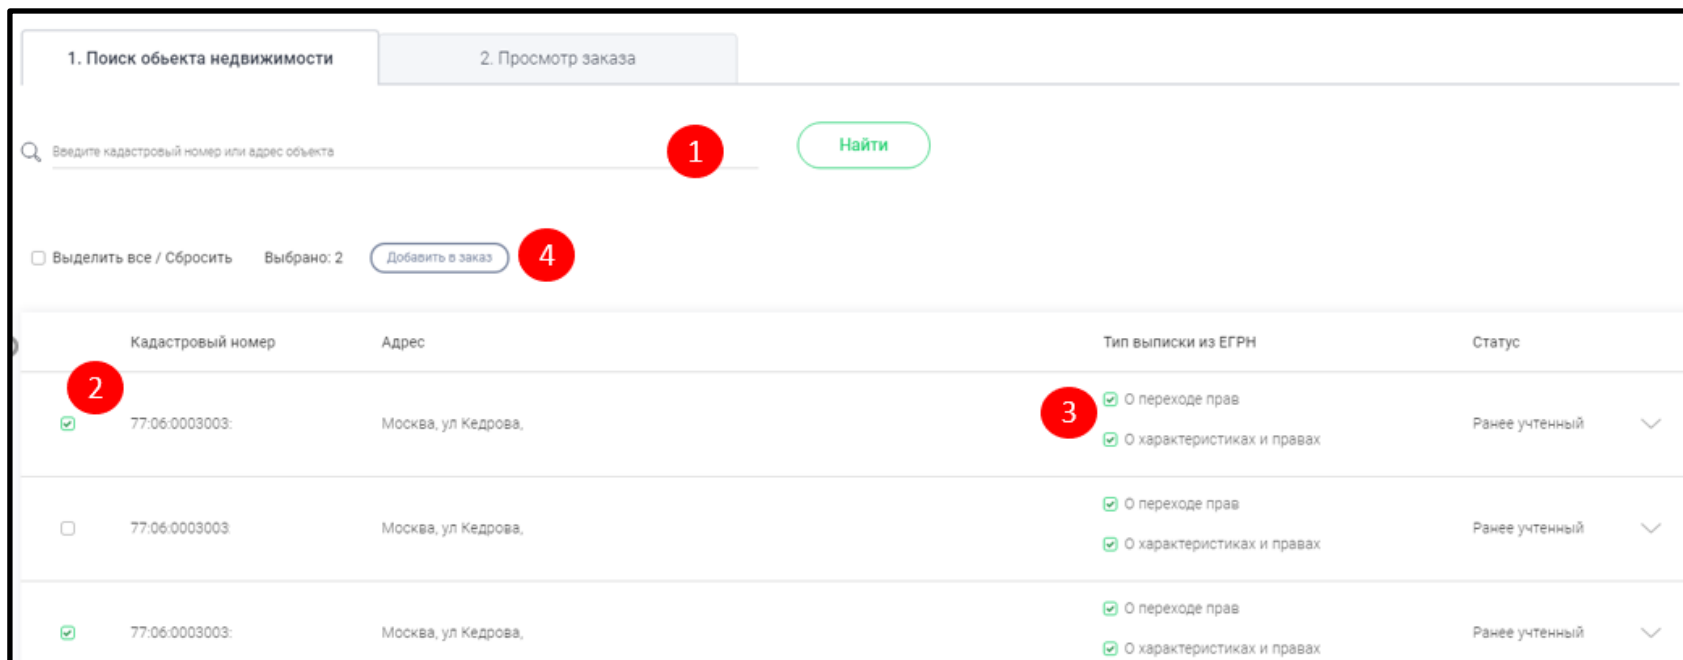 1. Поиск обьекта недвижимости
2. Просмотр заказа
Введите кадастровый номер или адрес объекта
1
Найти
Выделить все / Сбросить
Выбрано: 2
Добавить в заказ
4
Кадастровый номер
Адрес
Тип выписки из ЕГРН
Статус
2
77:06:0003003:
Москва, ул Кедрова,
3
О переходе прав
О характеристиках и правах
Ранее учтенный
77:06:0003003
Москва, ул Кедрова,
О переходе прав
О характеристиках и правах
Ранее учтенный
77:06:0003003:
Москва, ул Кедрова,
О переходе прав
О характеристиках и правах
Ранее учтенный